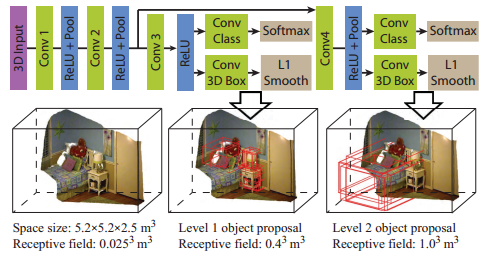 3D Input
Conv 1
ReLU + Pool
Conv 2
ReLU + Pool
Conv 3
ReLU
Conv
Class
Softmax
Conv
3D Box
L1
Smooth
Conv4
ReLU + Pool
Conv
Class
Softmax
Conv
3D Box
L1
Smooth
Space size: 5.2×5.2×2.5 m³
Receptive field: 0.025³ m³
Level 1 object proposal
Receptive field: 0.4³ m³
Level 2 object proposal
Receptive field: 1.0³ m³